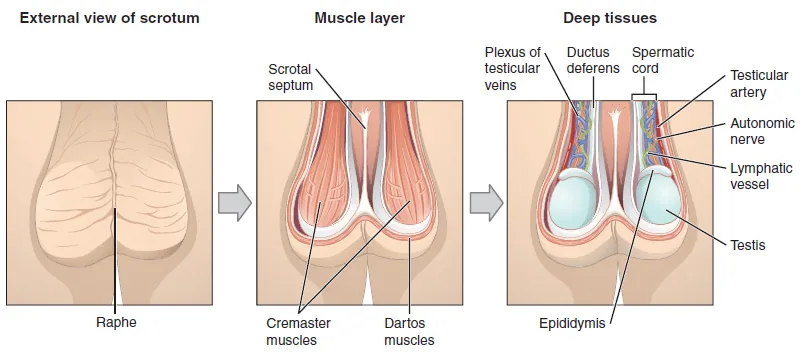 External view of scrotum
Muscle layer
Deep tissues
Scrotal
septum
Plexus of
testicular
veins
Ductus
deferens
Spermatic
cord
Testicular
artery
Autonomic
nerve
Lymphatic
vessel
Testis
Raphe
Cremaster
muscles
Dartos
muscles
Epididymis